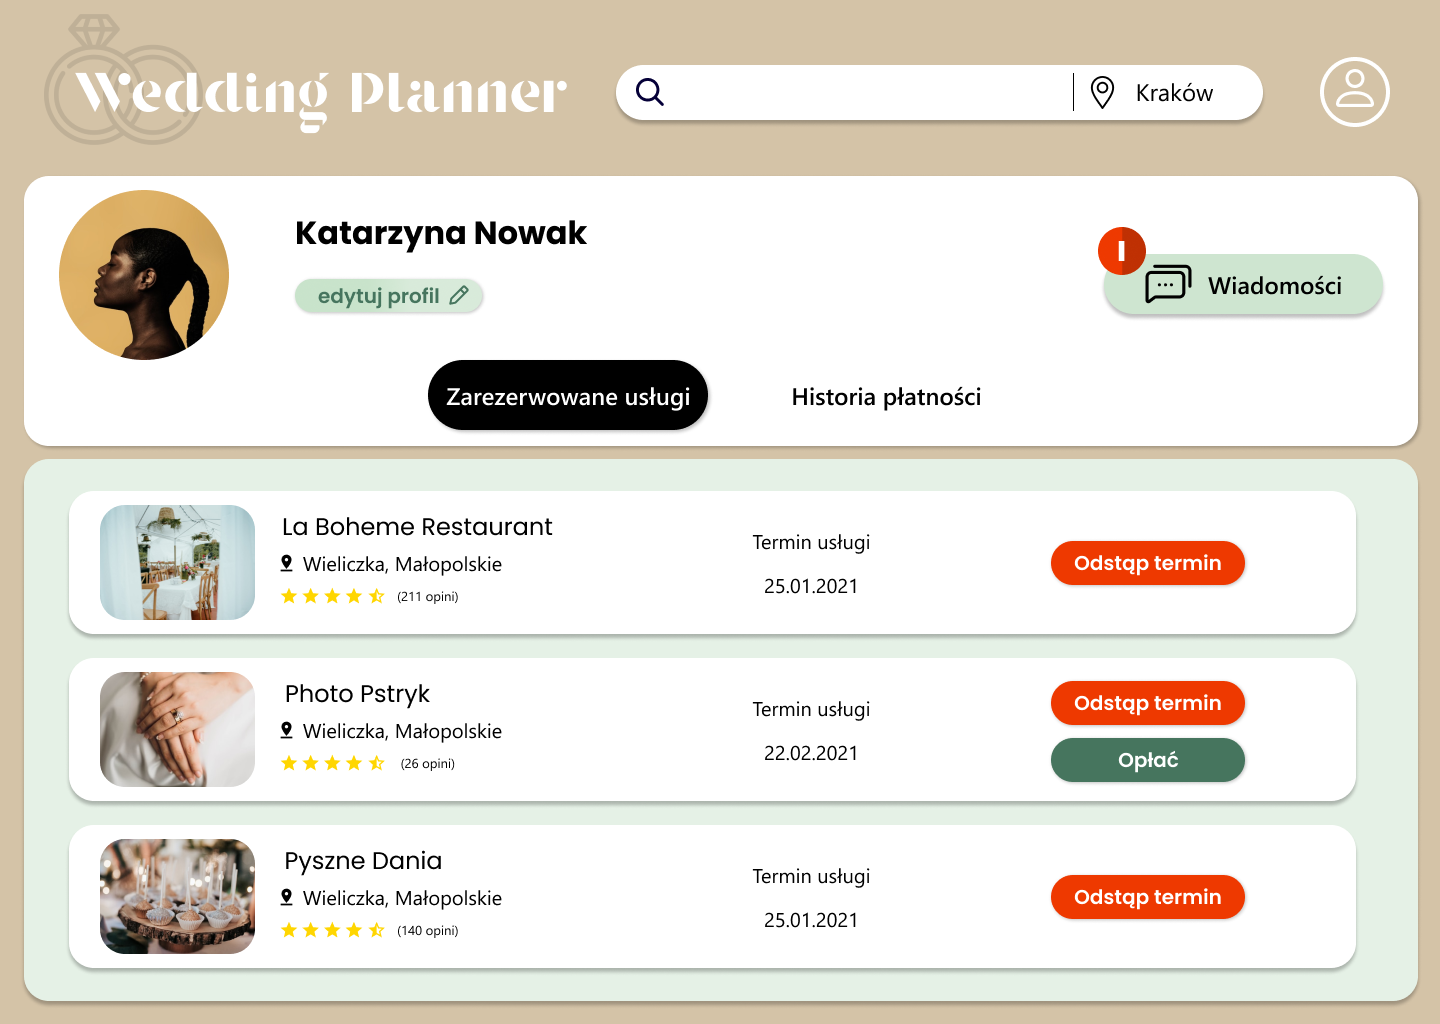 Wedding Planner
Kraków
Katarzyna Nowak
edytuj profil
1
Wiadomości
Zarezerwowane usługi
Historia płatności
La Boheme Restaurant
Wieliczka, Małopolskie
(211 opini)
Termin usługi
25.01.2021
Odstąp termin
Photo Pstryk
Wieliczka, Małopolskie
(26 opini)
Termin usługi
22.02.2021
Odstąp termin
Opłać
Pyszne Dania
Wieliczka, Małopolskie
(140 opini)
Termin usługi
25.01.2021
Odstąp termin